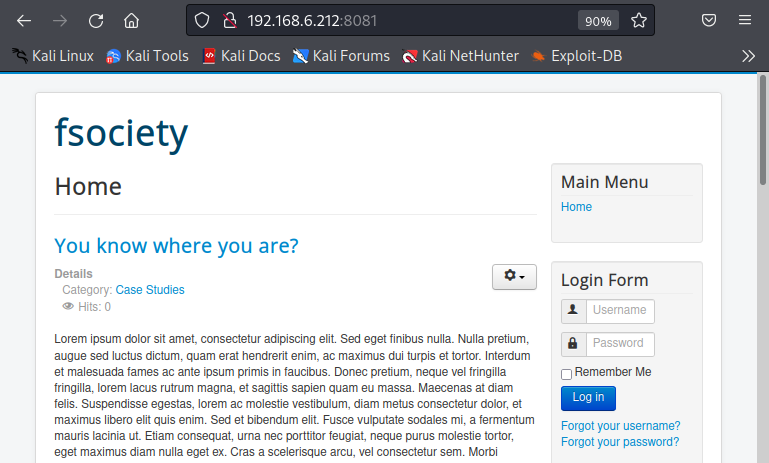 192.168.6.212:8081
90%
Kali Linux
Kali Tools
Kali Docs
Kali Forums
Kali NetHunter
Exploit-DB
fsociety
Home
You know where you are?
Details
Category: Case Studies
Hits: 0
Lorem ipsum dolor sit amet, consectetur adipiscing elit. Sed eget finibus nulla. Nulla pretium,
augue sed luctus dictum, quam erat hendrerit enim, ac maximus dui turpis et tortor. Interdum
et malesuada fames ac ante ipsum primis in faucibus. Donec pretium, neque vel fringilla
fringilla, lorem lacus rutrum magna, et sagittis sapien quam eu massa. Maecenas at diam
felis. Suspendisse egestas, lorem ac molestie vestibulum, diam metus consectetur dolor, et
maximus libero elit quis enim. Sed et bibendum elit. Fusce vulputate sodales mi, a fermentum
mauris lacinia ut. Etiam consequat, urna nec porttitor feugiat, neque purus molestie tortor,
eget maximus diam nulla eget ex. Cras a scelerisque arcu, vel consectetur sem. Morbi
Main Menu
Home
Login Form
Username
Password
Remember Me
Log in
Forgot your username?
Forgot your password?